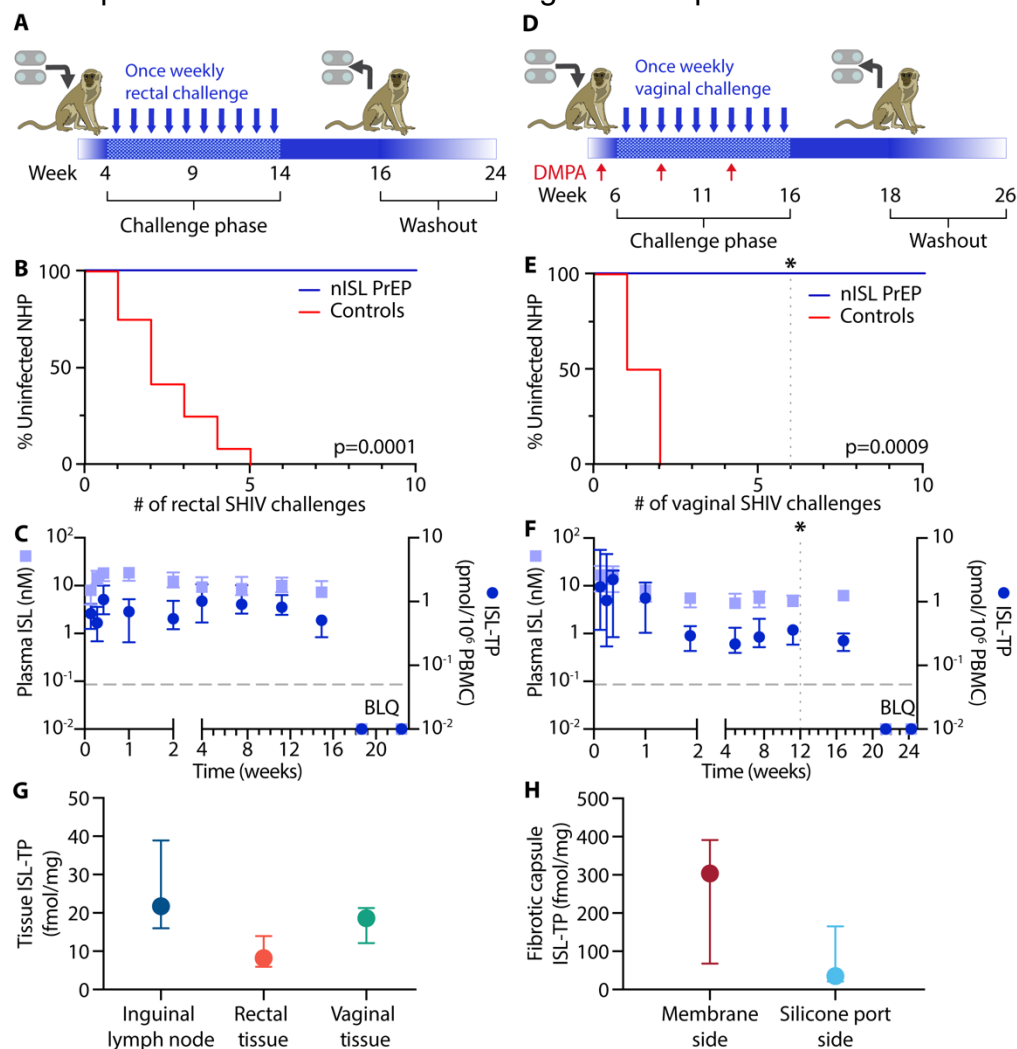 A
Once weekly
rectal challenge
Week 4 9 14 16 24
Challenge phase
Washout
D
Once weekly
vaginal challenge
DMPA
Week 6 11 16 18 26
Challenge phase
Washout
B
% Uninfected NHP
100
50
0
nISL PrEP
Controls
p=0.0001
0 5 10
# of rectal SHIV challenges
E
% Uninfected NHP
100
50
0
*
nISL PrEP
Controls
p=0.0009
0 5 10
# of vaginal SHIV challenges
C
Plasma ISL (nM)
10²
10
1
10⁻¹
10⁻²
10
1
10⁻¹
10⁻²
ISL-TP
(pmol/10⁶ PBMC)
BLQ
0 1 2 4 8 12 16 20
Time (weeks)
F
Plasma ISL (nM)
10²
10
1
10⁻¹
10⁻²
*
10
1
10⁻¹
10⁻²
ISL-TP
(pmol/10⁶ PBMC)
BLQ
0 1 2 4 8 12 16 20 24
Time (weeks)
G
Tissue ISL-TP
(fmol/mg)
50
40
30
20
10
0
Inguinal
lymph node
Rectal
tissue
Vaginal
tissue
H
Fibrotic capsule
ISL-TP (fmol/mg)
500
400
300
200
100
0
Membrane
side
Silicone port
side